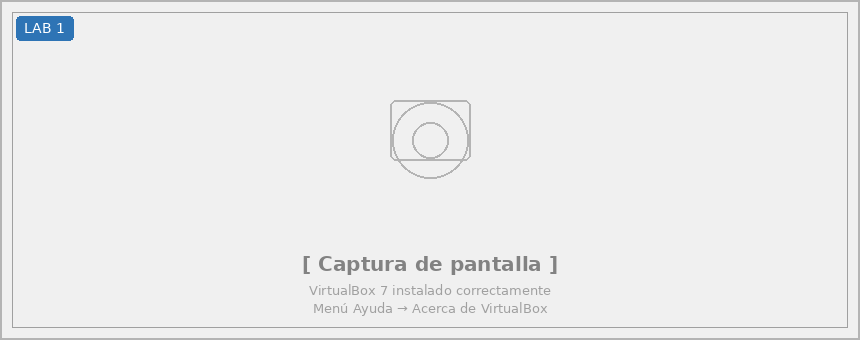 LAB 1
[ Captura de pantalla ]
VirtualBox 7 instalado correctamente
Menú Ayuda → Acerca de VirtualBox